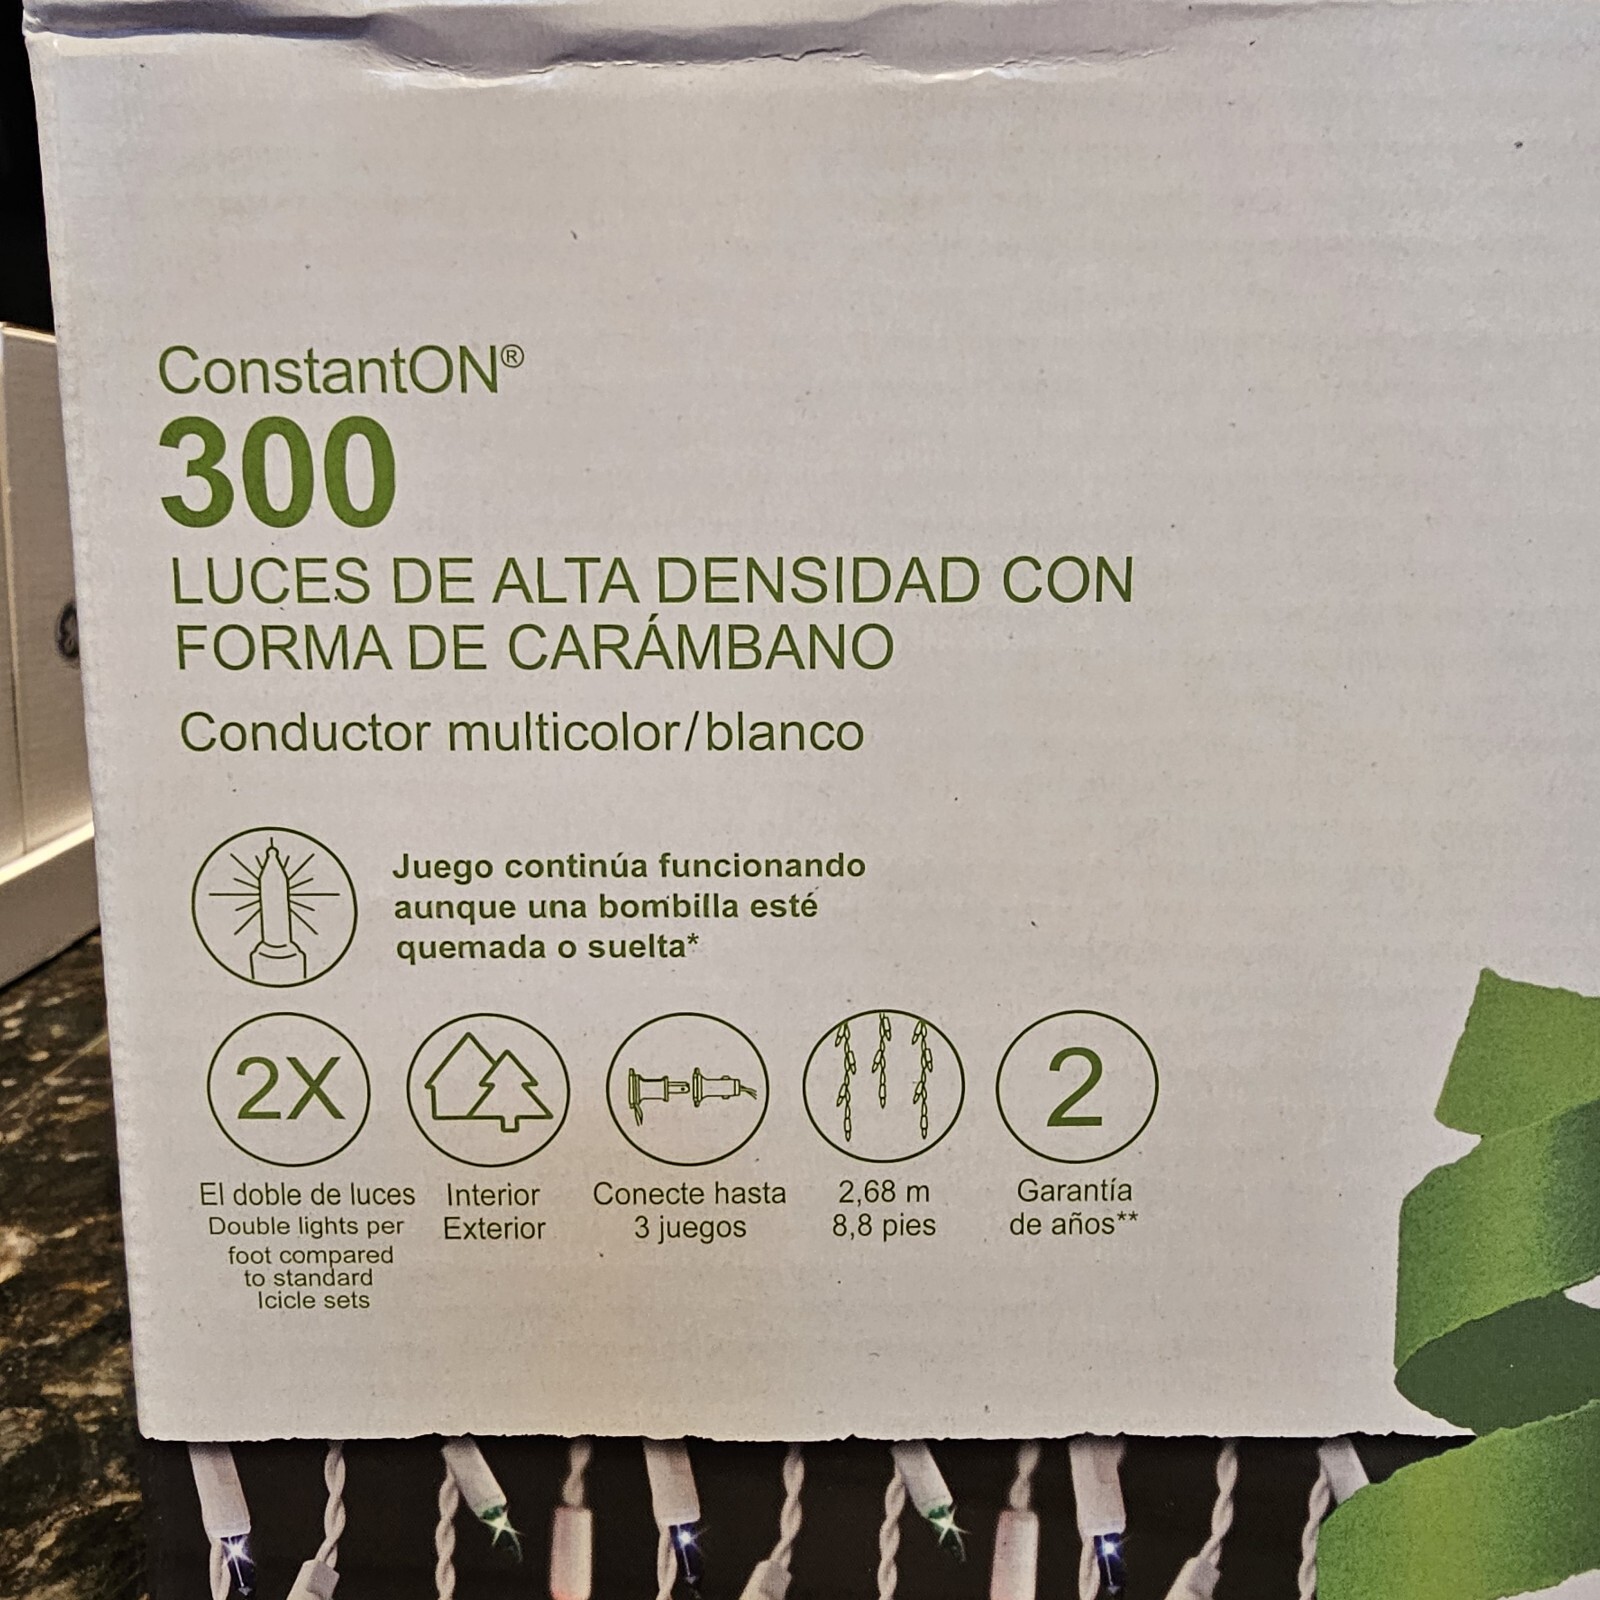 ConstantON®
300
LUCES DE ALTA DENSIDAD CON
FORMA DE CARÁMBANO
Conductor multicolor/blanco
Juego continúa funcionando
aunque una bombilla esté
quemada o suelta*
2X
El doble de luces
Double lights per
foot compared
to standard
Icicle sets
Interior
Exterior
Conecte hasta
3 juegos
2,68 m
8,8 pies
2
Garantía
de años**